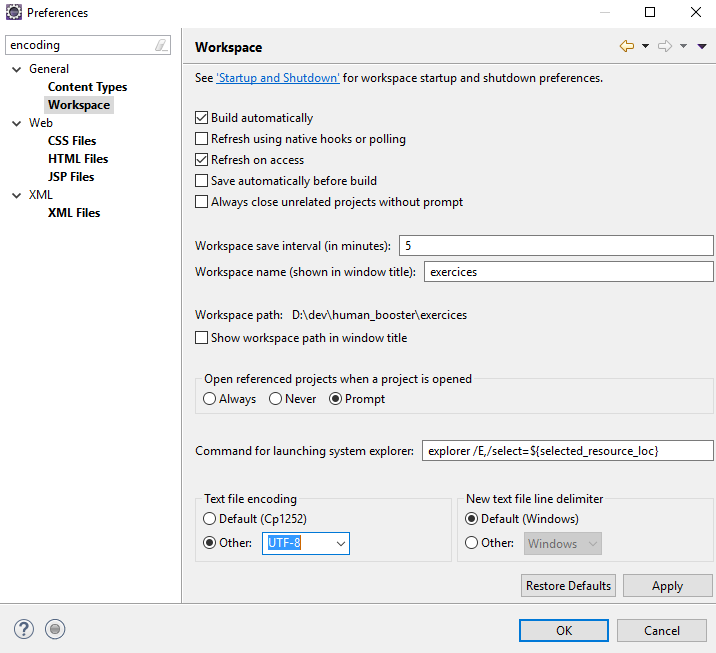 Preferences
encoding
General
Content Types
Workspace
Web
CSS Files
HTML Files
JSP Files
XML
XML Files
Workspace
See 'Startup and Shutdown' for workspace startup and shutdown preferences.
Build automatically
Refresh using native hooks or polling
Refresh on access
Save automatically before build
Always close unrelated projects without prompt
Workspace save interval (in minutes): 5
Workspace name (shown in window title): exercices
Workspace path: D:\dev\human_booster\exercices
Show workspace path in window title
Open referenced projects when a project is opened
Always Never Prompt
Command for launching system explorer: explorer /E,/select=${selected_resource_loc}
Text file encoding
Default (Cp1252)
Other: UTF-8
New text file line delimiter
Default (Windows)
Other: Windows
Restore Defaults Apply
? OK Cancel